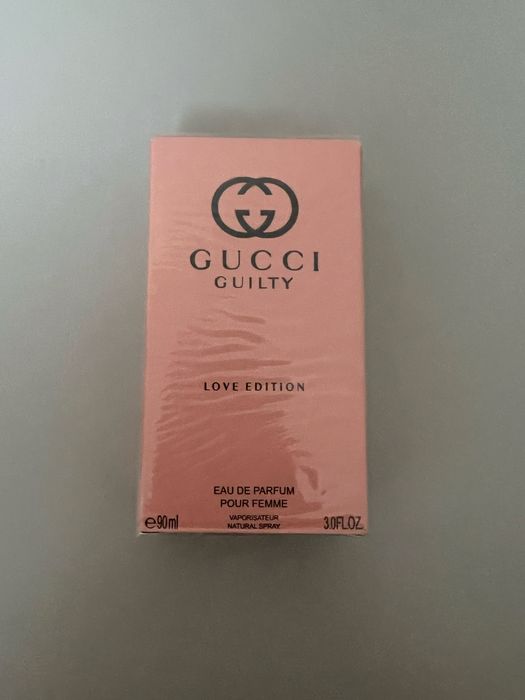 GUCCI
GUILTY
LOVE EDITION
EAU DE PARFUM
POUR FEMME
VAPORISATEUR
NATURAL SPRAY
℮90ml
3.0FL.OZ.